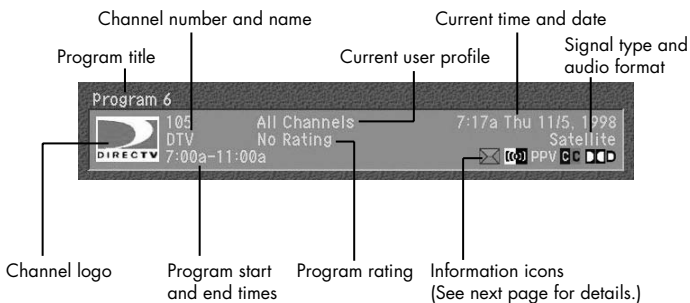 Channel number and name
Current time and date
Program title
Current user profile
Signal type and
audio format
Program 6
105 All Channels 7:17a Thu 11/5, 1998
DTV No Rating Satellite
DIRECTV 7:00a-11:00a PPV CC
Channel logo
Program start
and end times
Program rating
Information icons
(See next page for details.)